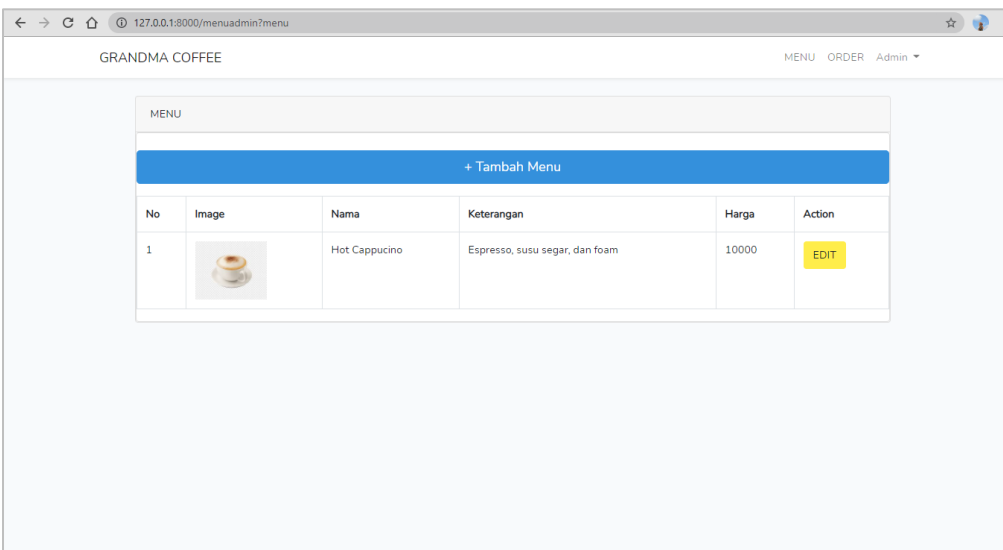 127.0.0.1:8000/menuadmin?menu
GRANDMA COFFEE MENU ORDER Admin
MENU
+ Tambah Menu
No Image Nama Keterangan Harga Action
1 Hot Cappucino Espresso, susu segar, dan foam 10000 EDIT